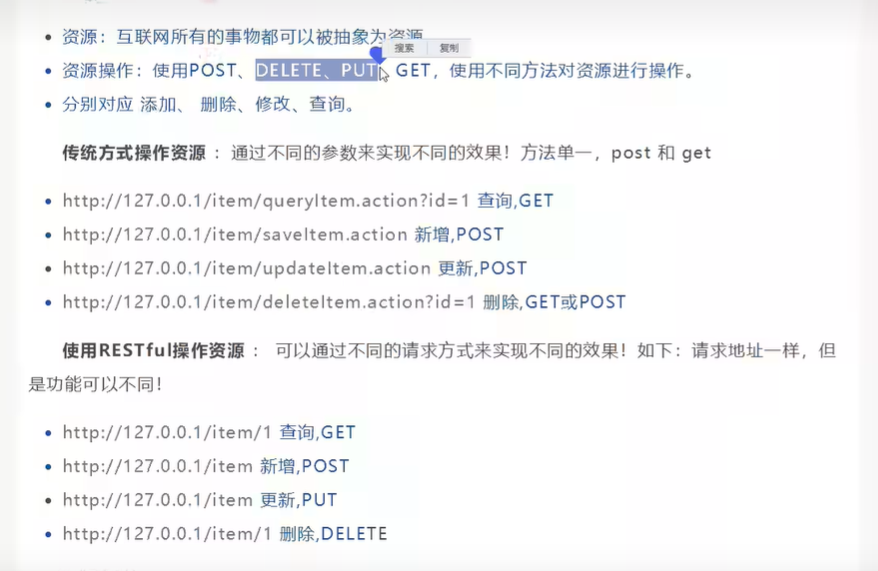 资源：互联网所有的事物都可以被抽象为资源
搜索 复制
资源操作：使用POST、DELETE、PUT、GET，使用不同方法对资源进行操作。
分别对应 添加、 删除、修改、查询。
传统方式操作资源 ：通过不同的参数来实现不同的效果！方法单一，post 和 get
http://127.0.0.1/item/queryItem.action?id=1 查询,GET
http://127.0.0.1/item/saveItem.action 新增,POST
http://127.0.0.1/item/updateItem.action 更新,POST
http://127.0.0.1/item/deleteItem.action?id=1 删除,GET或POST
使用RESTful操作资源 ： 可以通过不同的请求方式来实现不同的效果！如下：请求地址一样，但
是功能可以不同！
http://127.0.0.1/item/1 查询,GET
http://127.0.0.1/item 新增,POST
http://127.0.0.1/item 更新,PUT
http://127.0.0.1/item/1 删除,DELETE